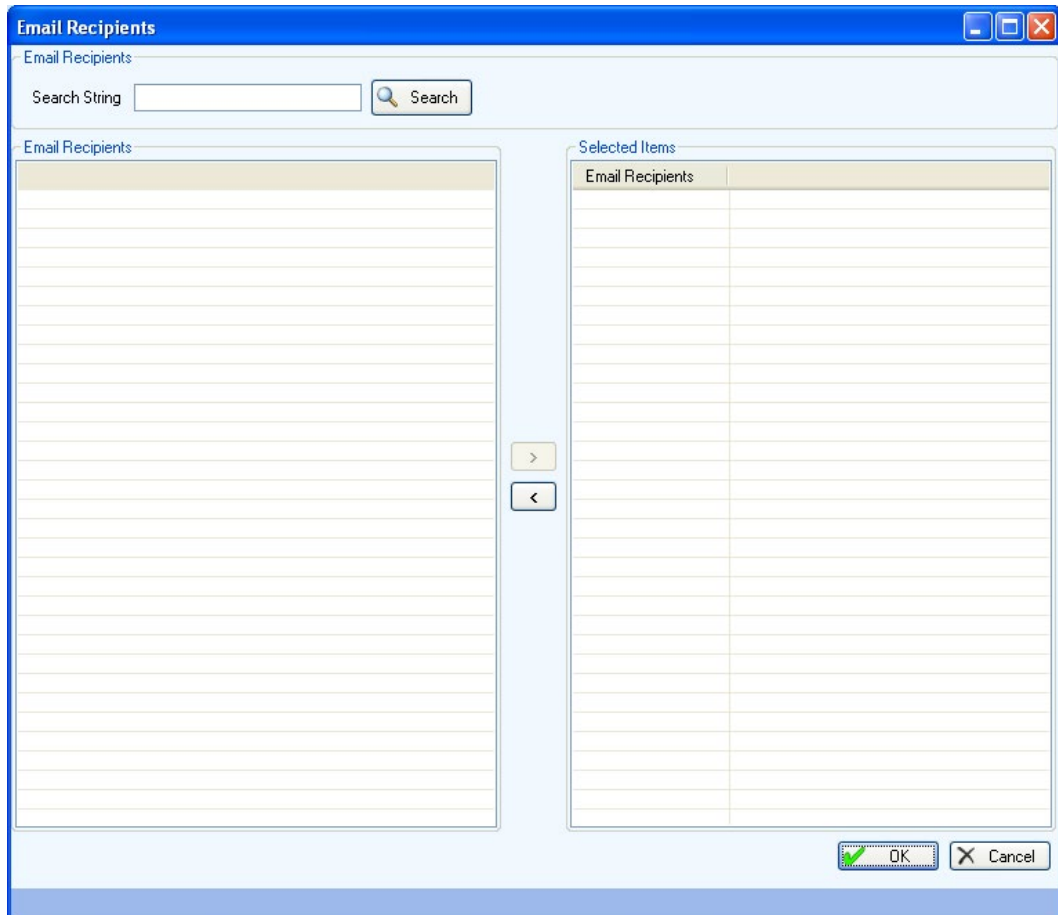 Email Recipients
Email Recipients
Search String
Search
Email Recipients
Selected Items
Email Recipients
>
<
OK
Cancel